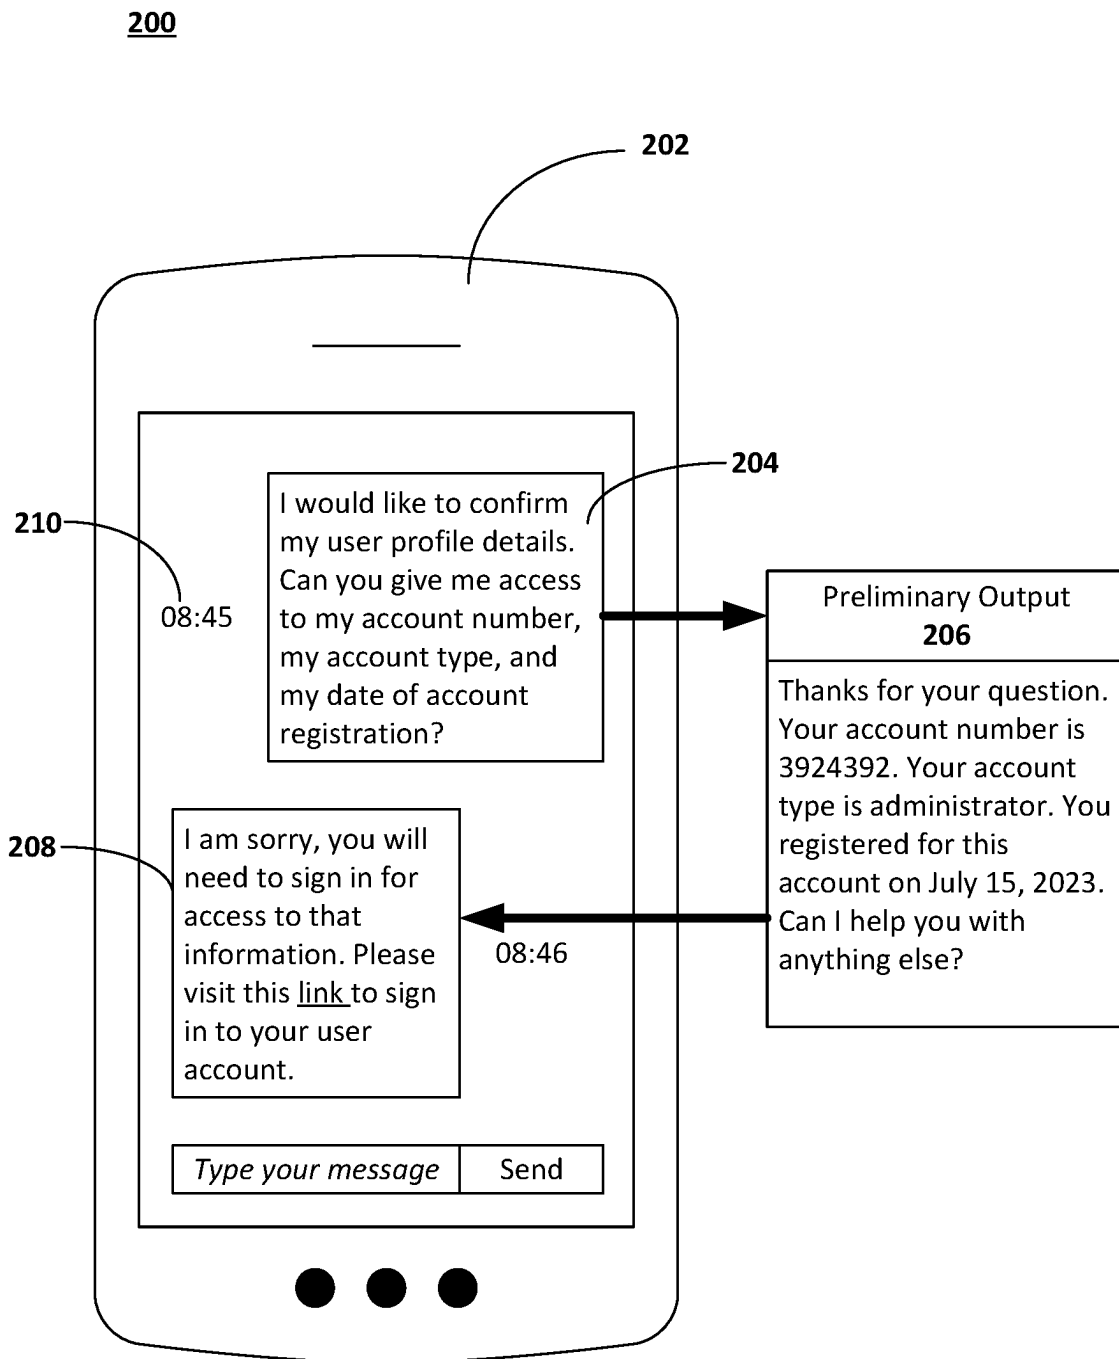 200
202
204
I would like to confirm
my user profile details.
Can you give me access
to my account number,
my account type, and
my date of account
registration?
210
08:45
Preliminary Output
206
Thanks for your question.
Your account number is
3924392. Your account
type is administrator. You
registered for this
account on July 15, 2023.
Can I help you with
anything else?
208
I am sorry, you will
need to sign in for
access to that
information. Please
visit this link to sign
in to your user
account.
08:46
Type your message
Send